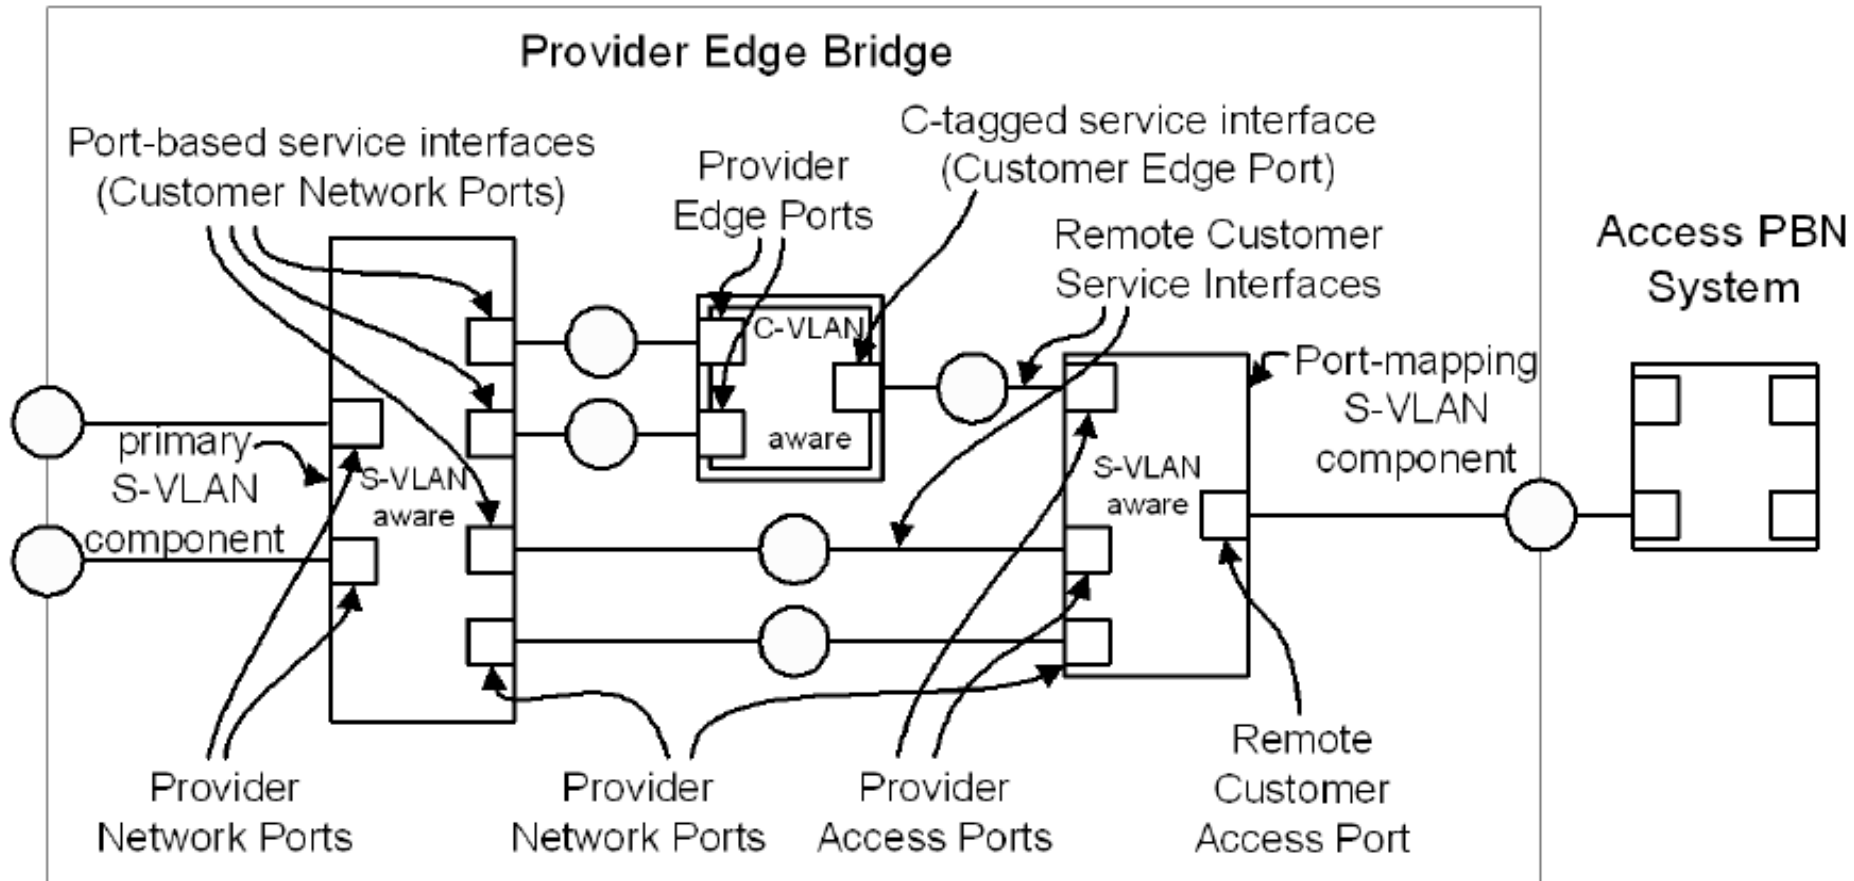 Provider Edge Bridge
Port-based service interfaces
(Customer Network Ports)
Provider
Edge Ports
C-tagged service interface
(Customer Edge Port)
Remote Customer
Service Interfaces
Access PBN
System
C-VLAN
aware
Port-mapping
S-VLAN
component
primary
S-VLAN
component
S-VLAN
aware
S-VLAN
aware
Provider
Network Ports
Provider
Network Ports
Provider
Access Ports
Remote
Customer
Access Port